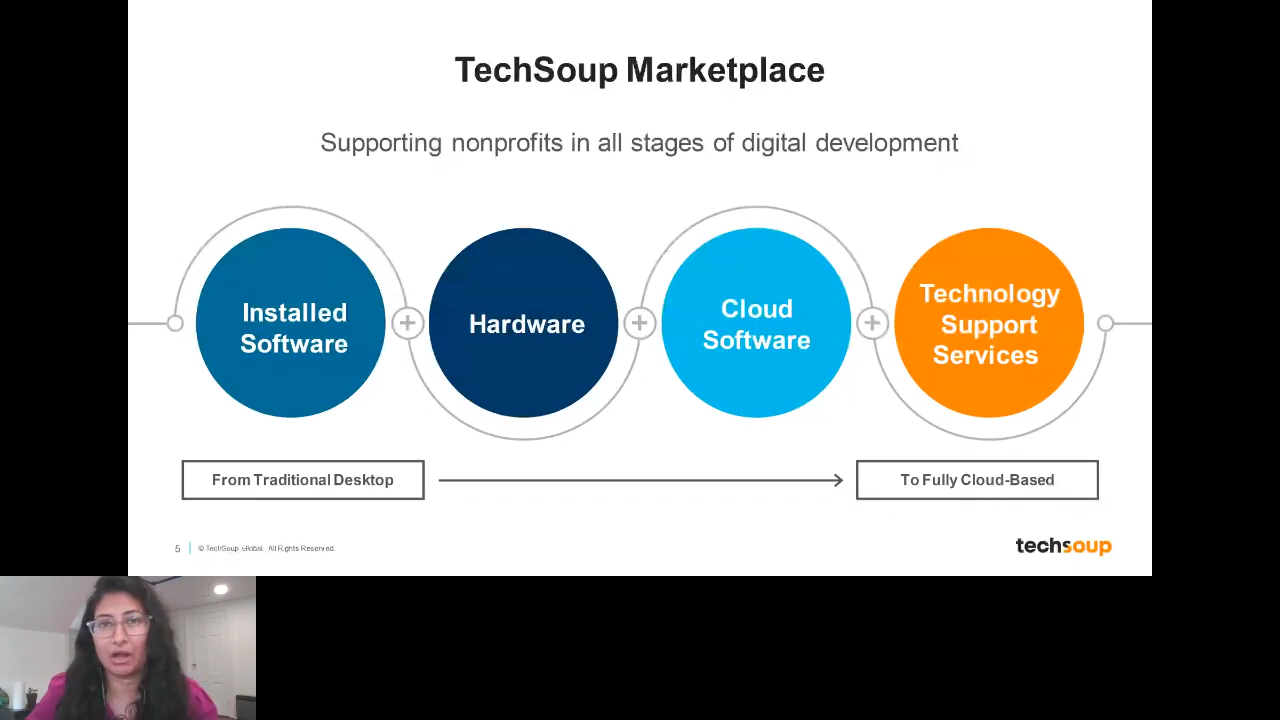 TechSoup Marketplace
Supporting nonprofits in all stages of digital development
Installed
Software
Hardware
Cloud
Software
Technology
Support
Services
From Traditional Desktop
To Fully Cloud-Based
5
© TechSoup Global. All Rights Reserved.
techsoup